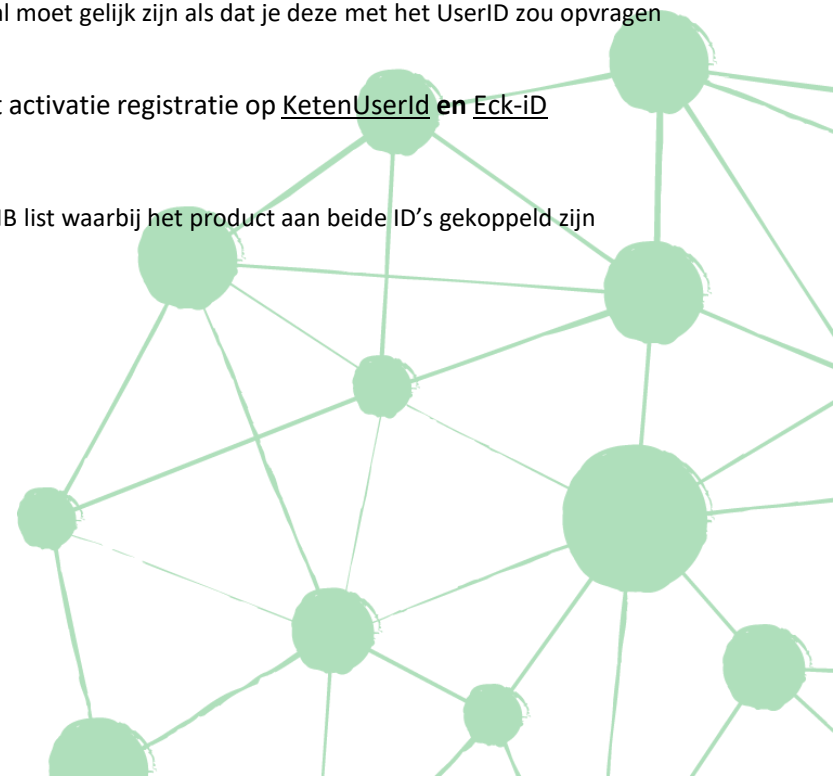 al moet gelijk zijn als dat je deze met het UserID zou opvragen
t activatie registratie op KetenUserId en Eck-iD
IB list waarbij het product aan beide ID's gekoppeld zijn